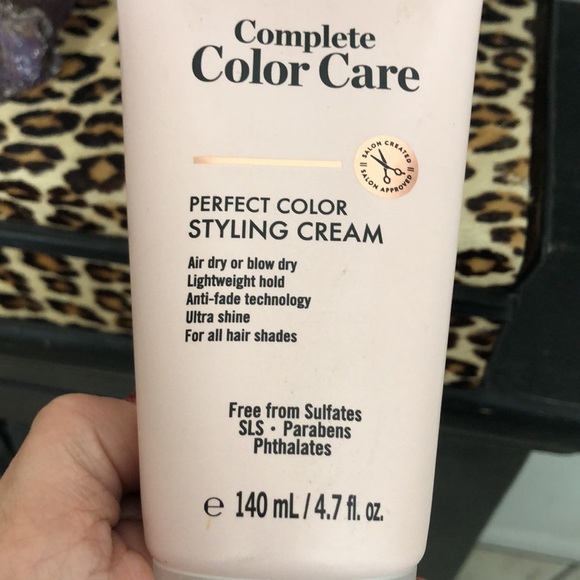 Complete
Color Care
SALON CREATED
SALON APPROVED
PERFECT COLOR
STYLING CREAM
Air dry or blow dry
Lightweight hold
Anti-fade technology
Ultra shine
For all hair shades
Free from Sulfates
SLS • Parabens
Phthalates
e 140 mL / 4.7 fl. oz.